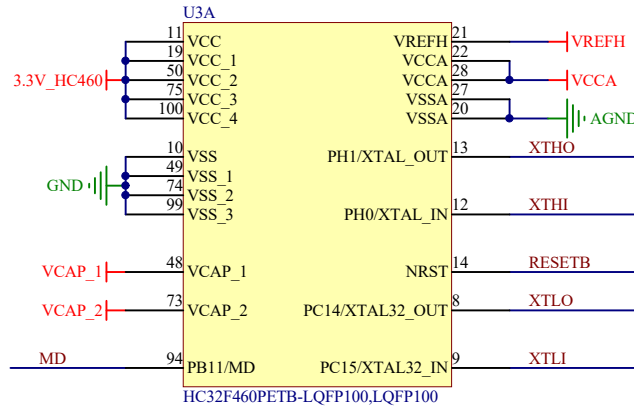 U3A
11 VCC VREFH 21 VREFH
19 VCC_1 VCCA 22
3.3V_HC460 50 VCC_2 VCCA 28 VCCA
75 VCC_3 VSSA 27
100 VCC_4 VSSA 20 AGND
10 VSS PH1/XTAL_OUT 13 XTHO
49 VSS_1
GND 74 VSS_2
99 VSS_3 PH0/XTAL_IN 12 XTHI
VCAP_1 48 VCAP_1 NRST 14 RESETB
VCAP_2 73 VCAP_2 PC14/XTAL32_OUT 8 XTLO
MD 94 PB11/MD PC15/XTAL32_IN 9 XTLI
HC32F460PETB-LQFP100,LQFP100